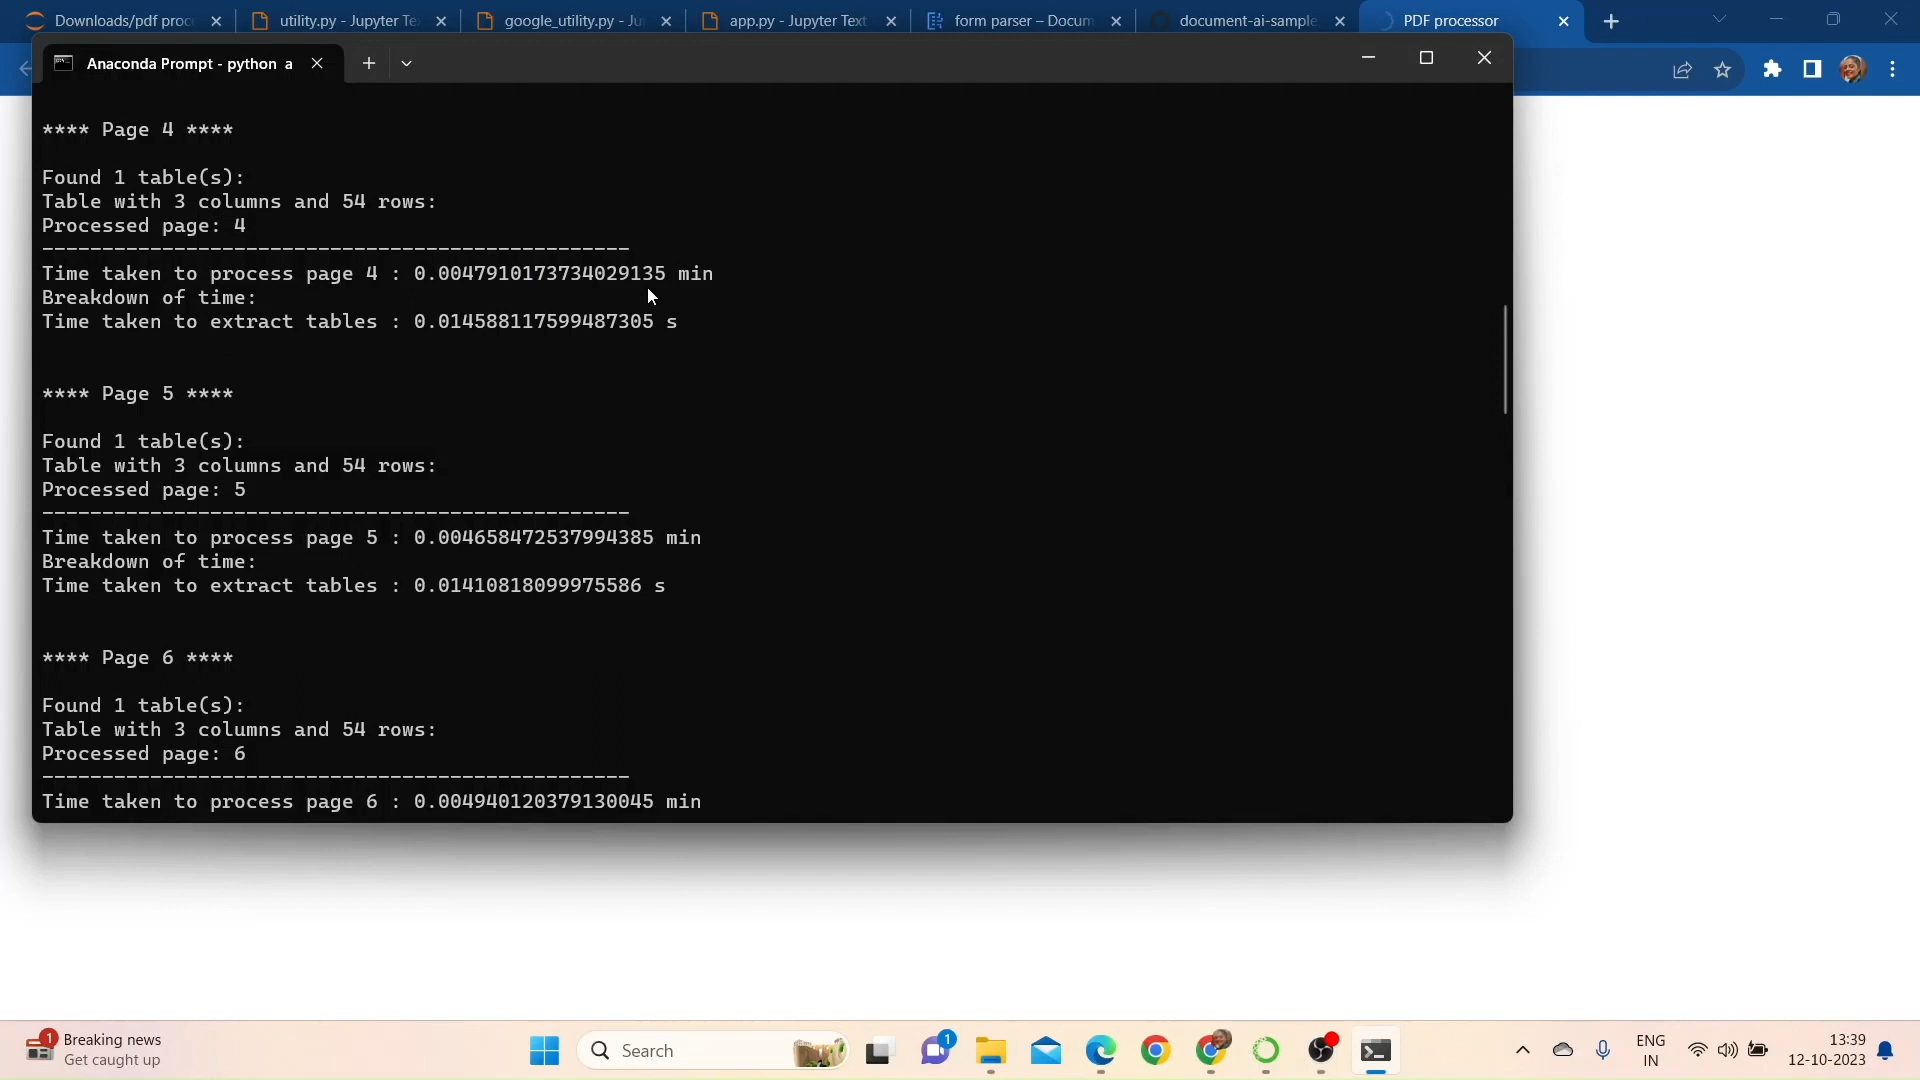 Downloads/pdf proc
utility.py - Jupyter Te
google_utility.py - Ju
app.py - Jupyter Text
form parser – Docum
document-ai-sample
PDF processor
Anaconda Prompt - python a
**** Page 4 ****
Found 1 table(s):
Table with 3 columns and 54 rows:
Processed page: 4
-------------------------------------------------
Time taken to process page 4 : 0.0047910173734029135 min
Breakdown of time:
Time taken to extract tables : 0.014588117599487305 s
**** Page 5 ****
Found 1 table(s):
Table with 3 columns and 54 rows:
Processed page: 5
-------------------------------------------------
Time taken to process page 5 : 0.004658472537994385 min
Breakdown of time:
Time taken to extract tables : 0.01410818099975586 s
**** Page 6 ****
Found 1 table(s):
Table with 3 columns and 54 rows:
Processed page: 6
-------------------------------------------------
Time taken to process page 6 : 0.004940120379130045 min
1
Breaking news
Get caught up
Search
1
ENG
IN
13:39
12-10-2023